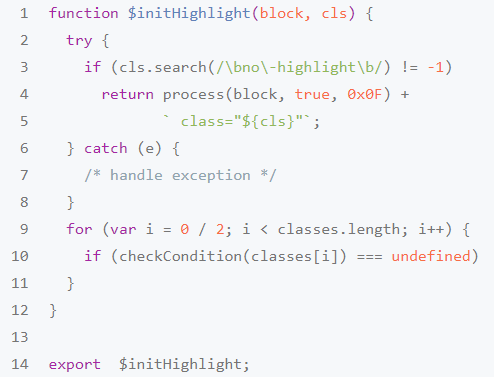 1 function $initHighlight(block, cls) {
2   try {
3     if (cls.search(/\bno\-highlight\b/) != -1)
4       return process(block, true, 0x0F) +
5              ` class="${cls}"`;
6   } catch (e) {
7     /* handle exception */
8   }
9   for (var i = 0 / 2; i < classes.length; i++) {
10     if (checkCondition(classes[i]) === undefined)
11   }
12 }
13
14 export  $initHighlight;